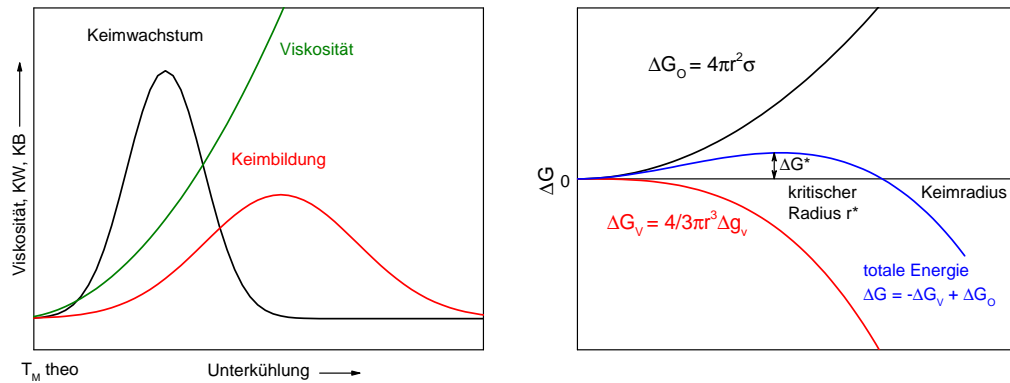 Keimwachstum
Viskosität
Keimbildung
Viskosität, KW, KB
T_M theo
Unterkühlung
ΔG_O = 4πr²σ
ΔG*
ΔG
0
kritischer
Radius r*
Keimradius
ΔG_V = 4/3πr³Δg_v
totale Energie
ΔG = -ΔG_V + ΔG_O